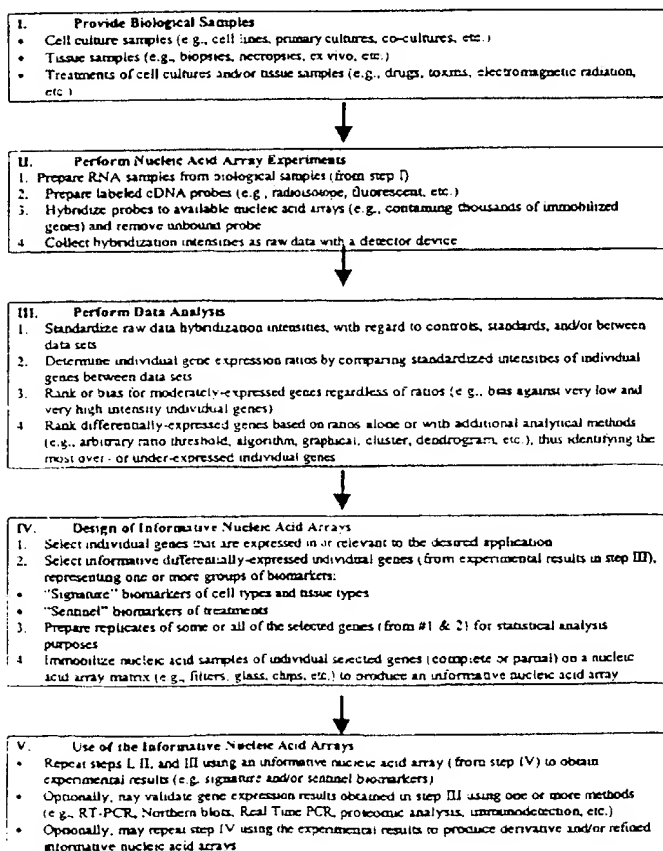 I. Provide Biological Samples
• Cell culture samples (e.g., cell lines, primary cultures, co-cultures, etc.)
• Tissue samples (e.g., biopsies, necropsies, ex vivo, etc.)
• Treatments of cell cultures and/or tissue samples (e.g., drugs, toxins, electromagnetic radiation,
etc.)
II. Perform Nucleic Acid Array Experiments
1. Prepare RNA samples from biological samples (from step I)
2. Prepare labeled cDNA probes (e.g., radioisotope, fluorescent, etc.)
3. Hybridize probes to available nucleic acid arrays (e.g., containing thousands of immobilized
genes) and remove unbound probe
4. Collect hybridization intensities as raw data with a detector device
III. Perform Data Analysis
1. Standardize raw data hybridization intensities, with regard to controls, standards, and/or between
data sets
2. Determine individual gene expression ratios by comparing standardized intensities of individual
genes between data sets
3. Rank or bias for moderately-expressed genes regardless of ratios (e.g., bias against very low and
very high intensity individual genes)
4. Rank differentially-expressed genes based on ratios alone or with additional analytical methods
(e.g., arbitrary ratio threshold, algorithm, graphical, cluster, dendrogram, etc.), thus identifying the
most over- or under-expressed individual genes
IV. Design of Informative Nucleic Acid Arrays
1. Select individual genes that are expressed in or relevant to the desired application
2. Select informative differentially-expressed individual genes (from experimental results in step III),
representing one or more groups of biomarkers:
• "Signature" biomarkers of cell types and tissue types
• "Sentinel" biomarkers of treatments
3. Prepare replicates of some or all of the selected genes (from #1 & 2) for statistical analysis
purposes
4. Immobilize nucleic acid samples of individual selected genes (complete or partial) on a nucleic
acid array matrix (e.g., filters, glass, chips, etc.) to produce an informative nucleic acid array
V. Use of the Informative Nucleic Acid Arrays
• Repeat steps I, II, and III using an informative nucleic acid array (from step IV) to obtain
experimental results (e.g. signature and/or sentinel biomarkers)
• Optionally, may validate gene expression results obtained in step III using one or more methods
(e.g., RT-PCR, Northern blots, Real Time PCR, proteomic analysis, immunodetection, etc.)
• Optionally, may repeat step IV using the experimental results to produce derivative and/or refined
informative nucleic acid arrays